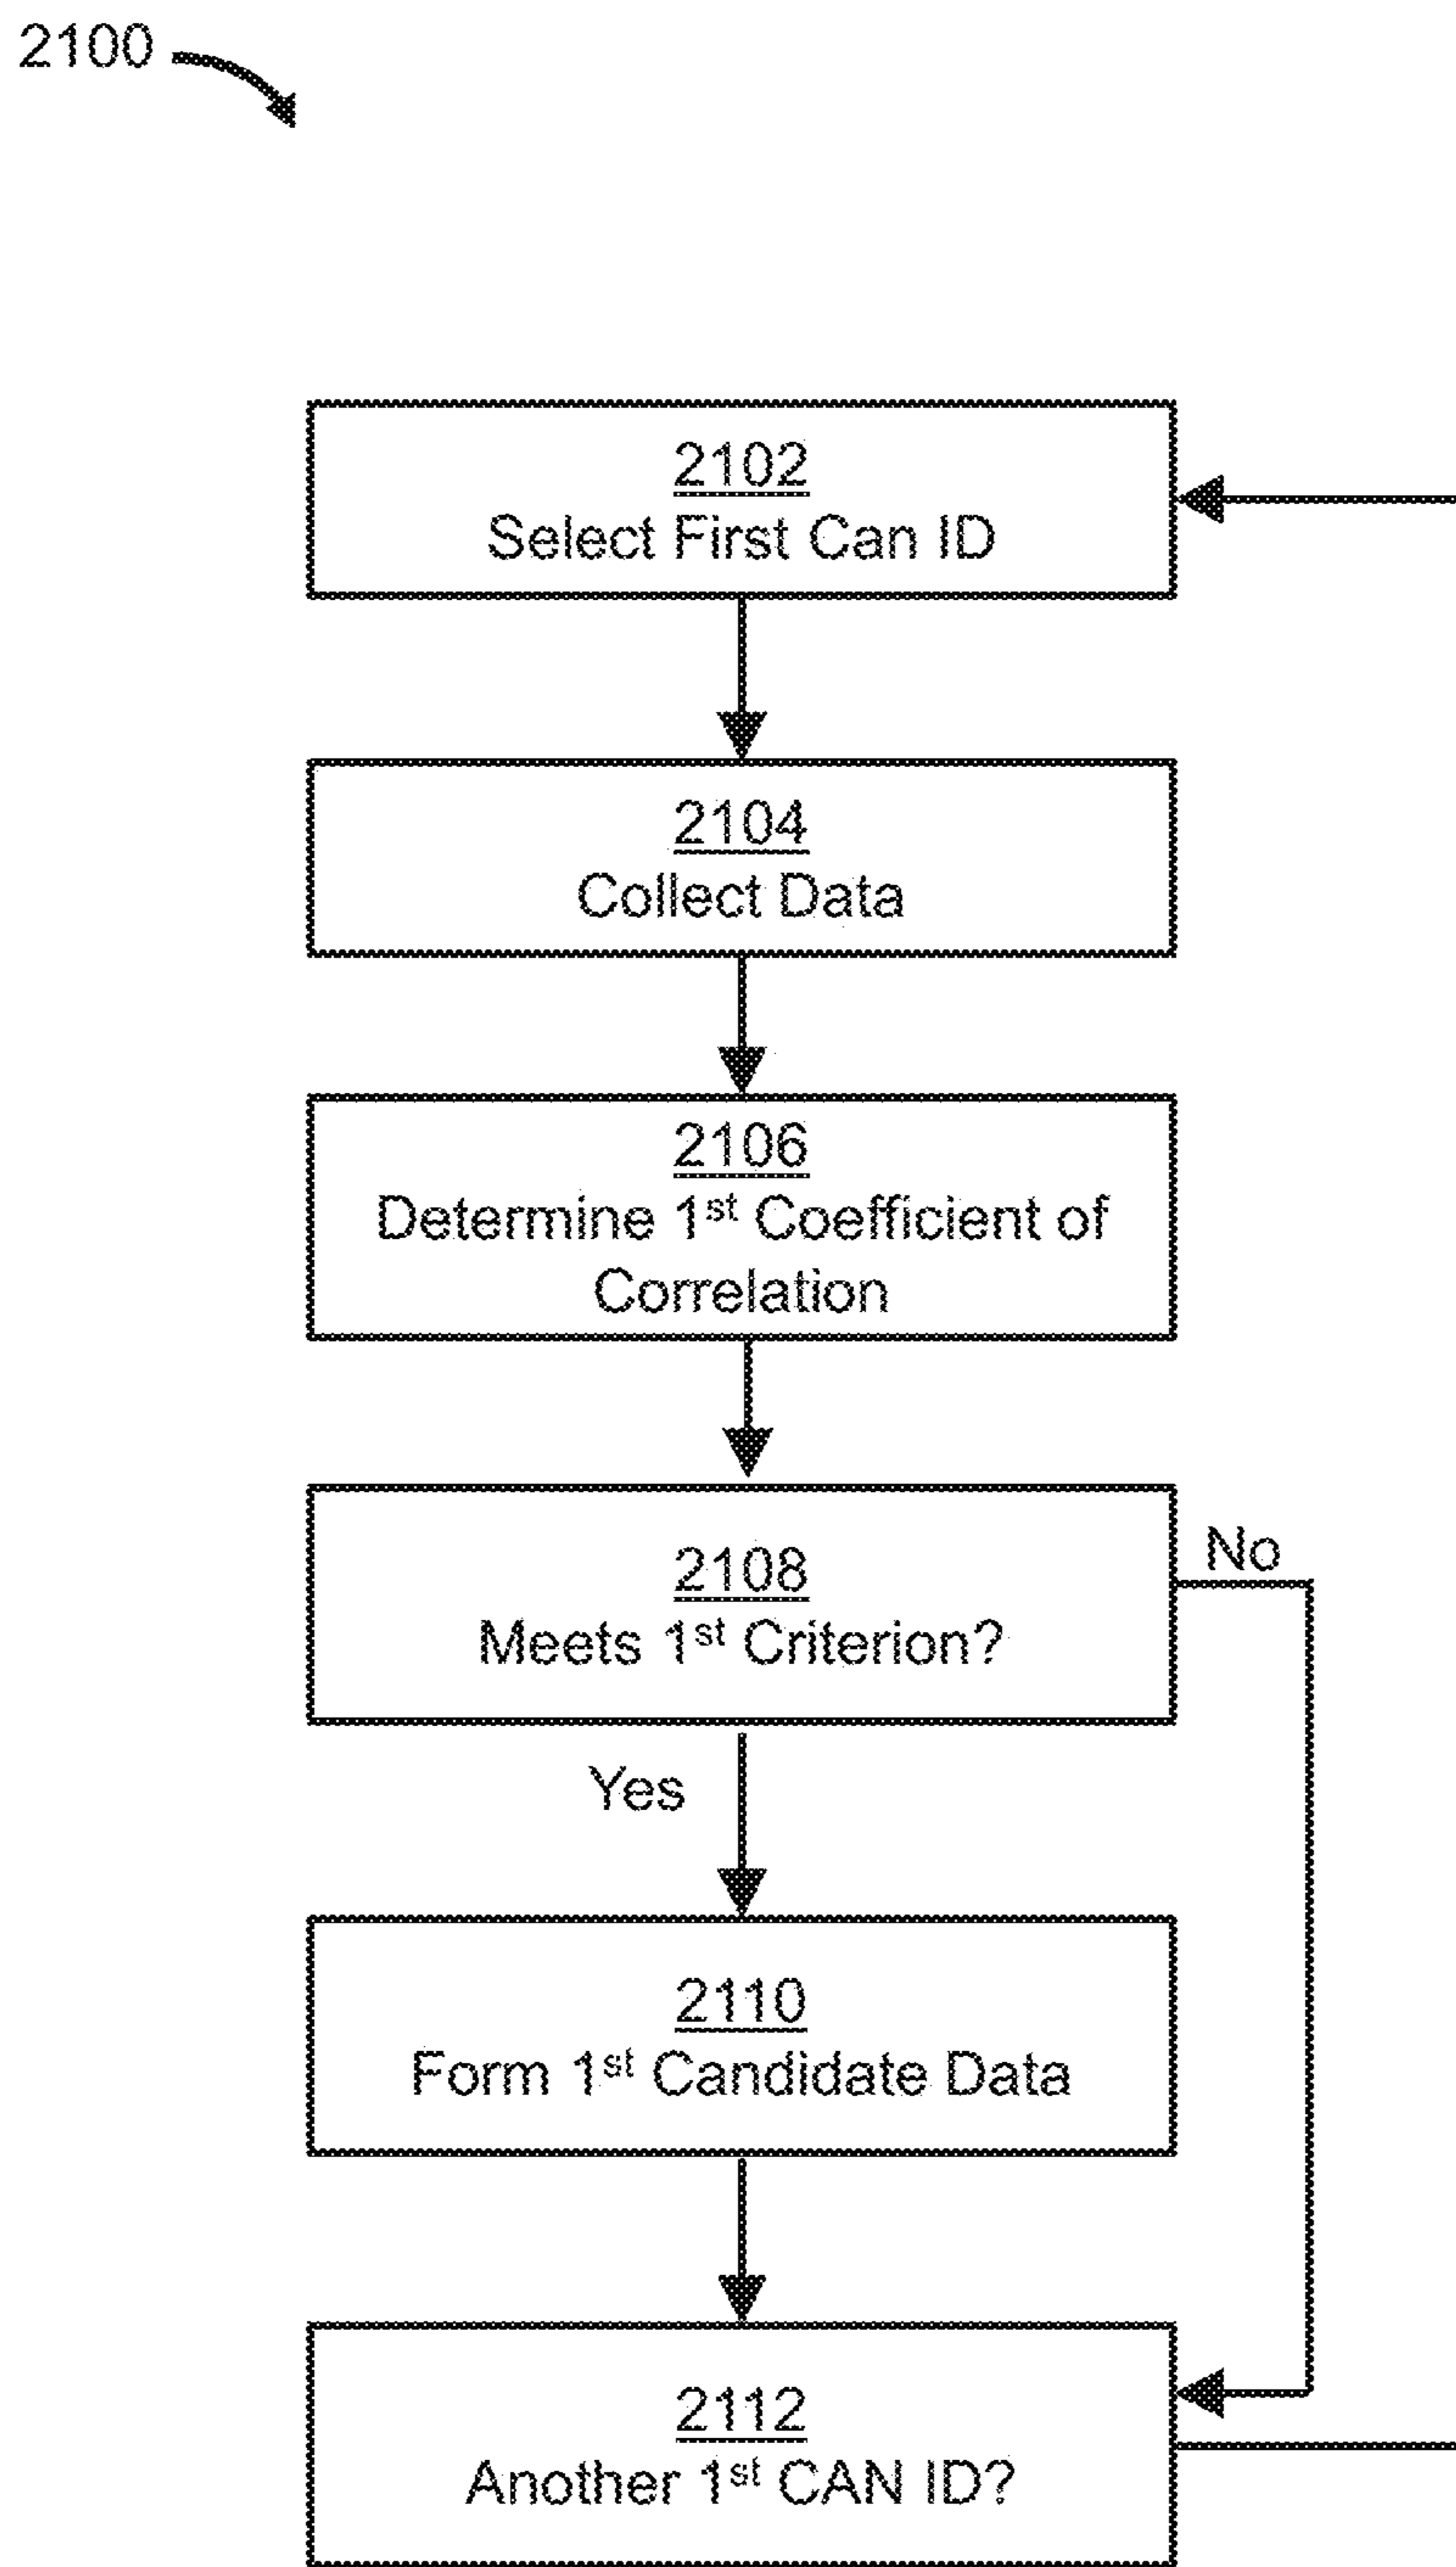 2100
2102
Select First Can ID
2104
Collect Data
2106
Determine 1st Coefficient of
Correlation
2108
Meets 1st Criterion?
No
Yes
2110
Form 1st Candidate Data
2112
Another 1st CAN ID?